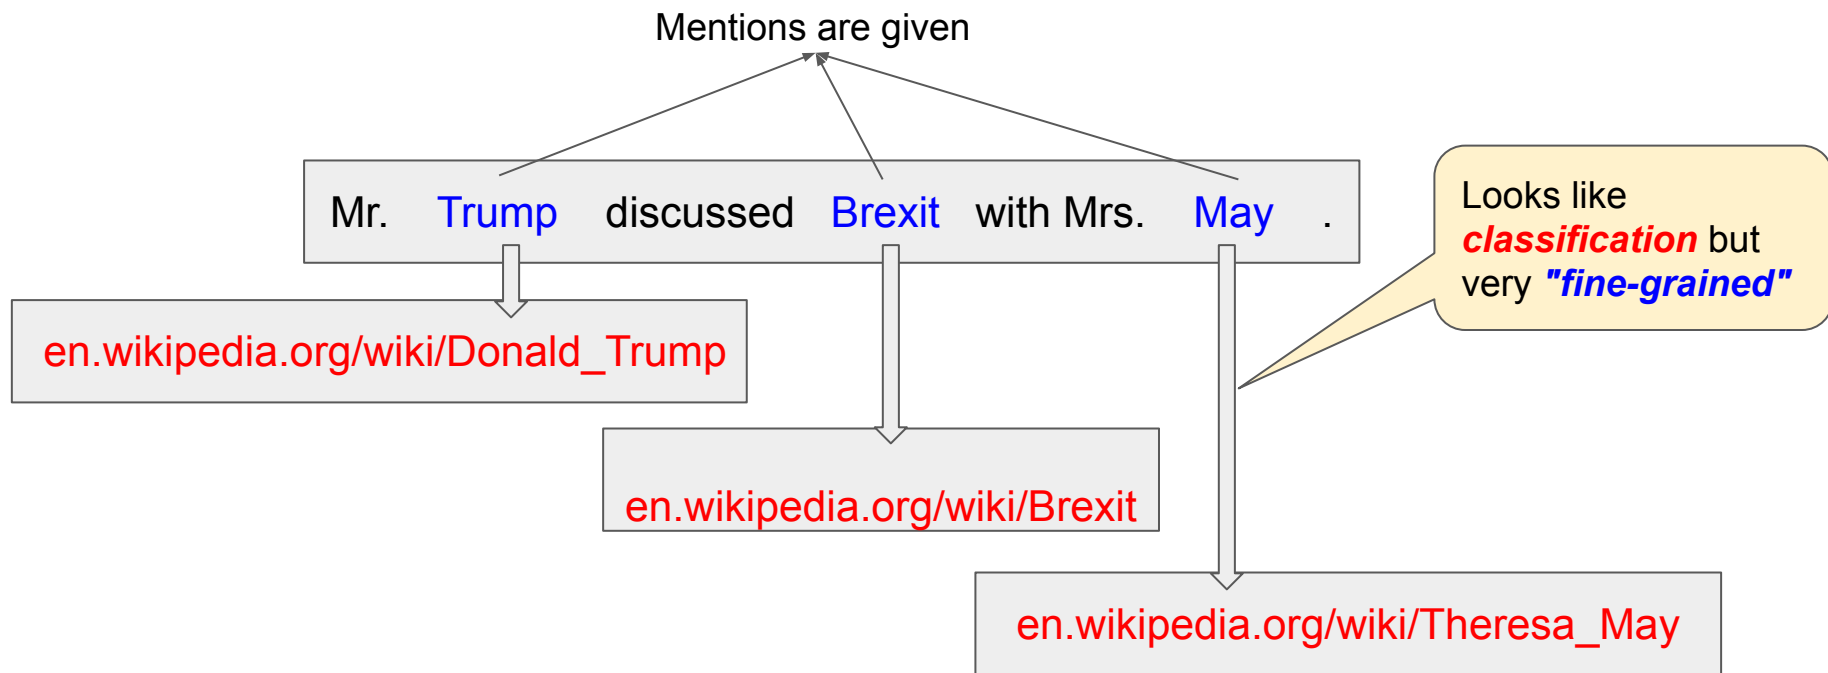 Mentions are given
Mr. Trump discussed Brexit with Mrs. May .
Looks like
classification but
very "fine-grained"
en.wikipedia.org/wiki/Donald_Trump
en.wikipedia.org/wiki/Brexit
en.wikipedia.org/wiki/Theresa_May